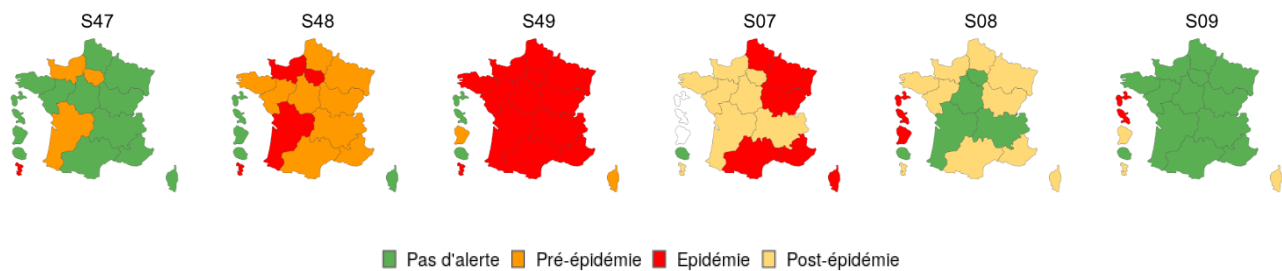 S47 S48 S49 S07 S08 S09
Pas d'alerte Pré-épidémie Epidémie Post-épidémie